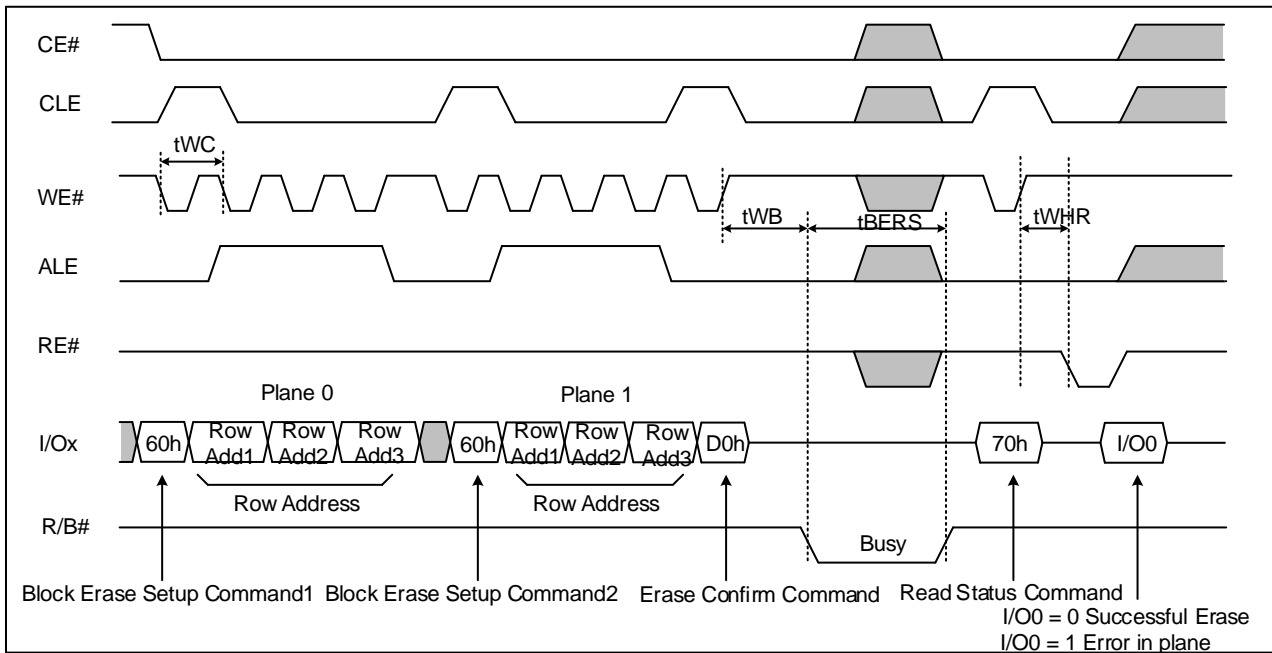 CE#
CLE
tWC
WE#
tWB
tBERS
tWHR
ALE
RE#
Plane 0
Plane 1
I/Ox
60h
Row Add1
Row Add2
Row Add3
60h
Row Add1
Row Add2
Row Add3
D0h
70h
I/O0
Row Address
Row Address
R/B#
Busy
Block Erase Setup Command1
Block Erase Setup Command2
Erase Confirm Command
Read Status Command
I/O0 = 0 Successful Erase
I/O0 = 1 Error in plane